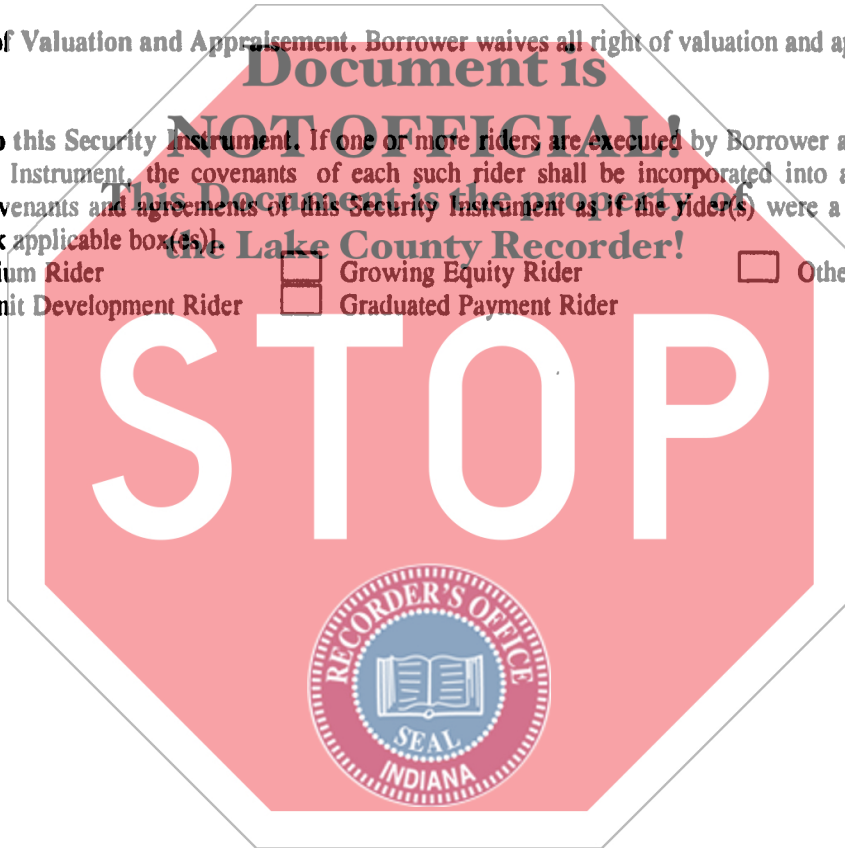 of Valuation and Appraisement. Borrower waives all right of valuation and ap
Document is
this Security Instrument. If one or more riders are executed by Borrower a
NOT OFFICIAL!
Instrument, the covenants of each such rider shall be incorporated into a
This Document is the property of
venants and agreements of this Security Instrument as if the rider(s) were a
applicable box(es)].
the Lake County Recorder!
ium Rider Growing Equity Rider Othe
nit Development Rider Graduated Payment Rider
STOP
RECORDER'S OFFICE
SEAL
INDIANA